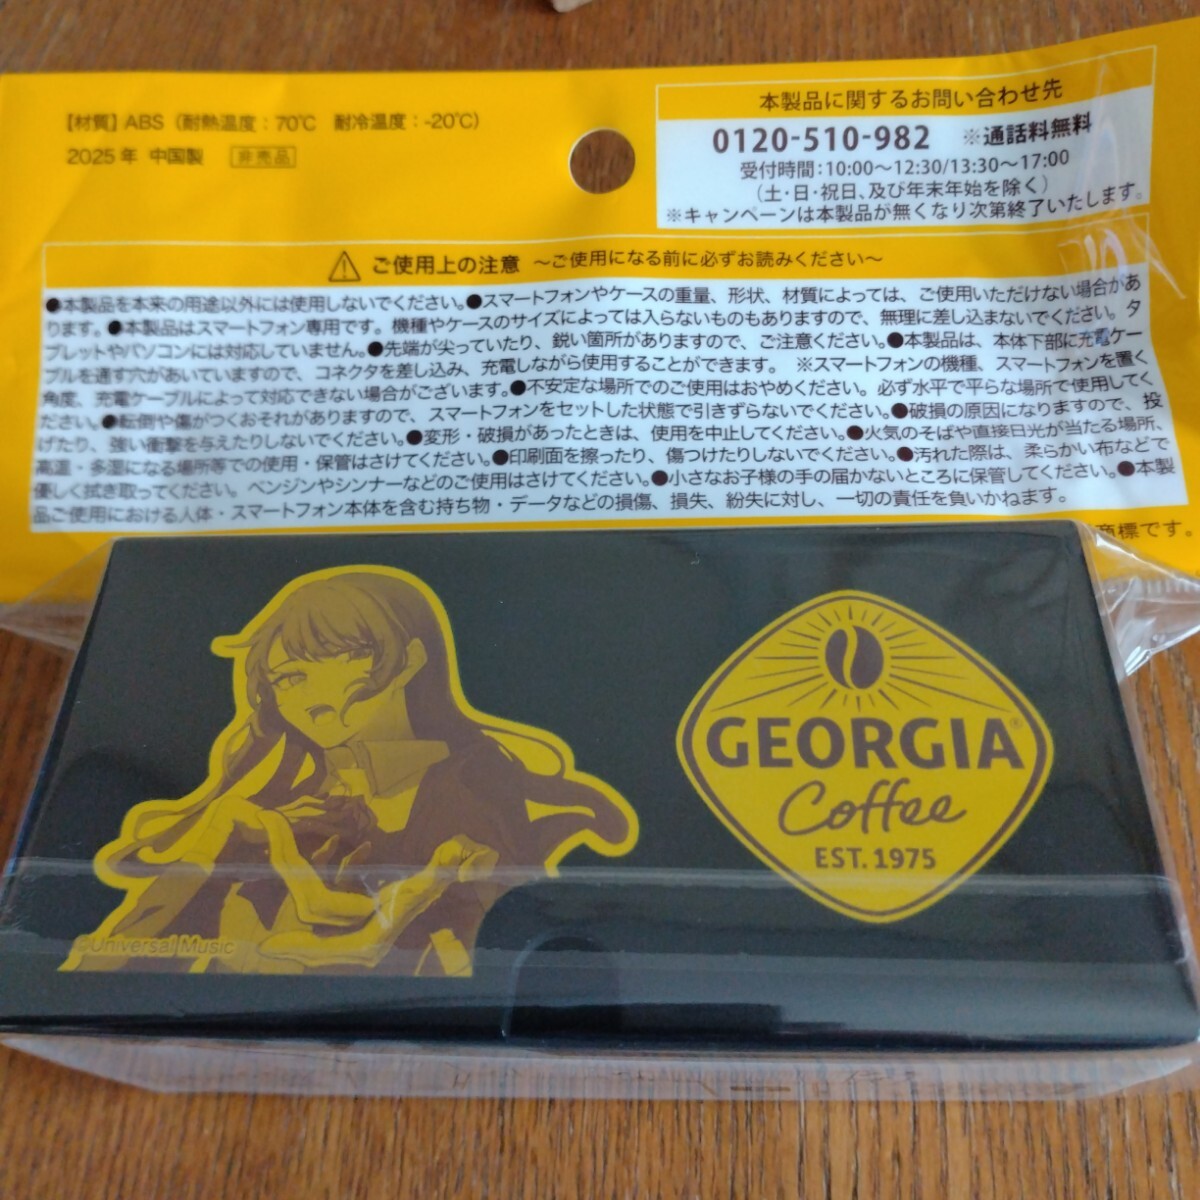 【材質】ABS（耐熱温度：70℃　耐冷温度：-20℃）
2025年 中国製 非売品
本製品に関するお問い合わせ先
0120-510-982 ※通話料無料
受付時間：10:00〜12:30/13:30〜17:00
（土・日・祝日、及び年末年始を除く）
※キャンペーンは本製品が無くなり次第終了いたします。
ご使用上の注意 〜ご使用になる前に必ずお読みください〜
●本製品を本来の用途以外には使用しないでください。●スマートフォンやケースの重量、形状、材質によっては、ご使用いただけない場合があ
ります。●本製品はスマートフォン専用です。機種やケースのサイズによっては入らないものもありますので、無理に差し込まないでください。タ
ブレットやパソコンには対応していません。●先端が尖っていたり、鋭い箇所がありますので、ご注意ください。●本製品は、本体下部に充電ケー
ブルを通す穴があいていますので、コネクタを差し込み、充電しながら使用することができます。 ※スマートフォンの機種、スマートフォンを置く
角度、充電ケーブルによって対応できない場合がございます。●不安定な場所でのご使用はおやめください。必ず水平で平らな場所で使用してく
ださい。●転倒や傷がつくおそれがありますので、スマートフォンをセットした状態で引きずらないでください。●破損の原因になりますので、投
げたり、強い衝撃を与えたりしないでください。●変形・破損があったときは、使用を中止してください。●火気のそばや直接日光が当たる場所、
高温・多湿になる場所等での使用・保管はさけてください。●印刷面を擦ったり、傷つけたりしないでください。●汚れた際は、柔らかい布などで
優しく拭き取ってください。ベンジンやシンナーなどのご使用はさけてください。●小さなお子様の手の届かないところに保管してください。●本製
品ご使用における人体・スマートフォン本体を含む持ち物・データなどの損傷、損失、紛失に対し、一切の責任を負いかねます。
商標です。
GEORGIA®
Coffee
EST. 1975
©Universal Music